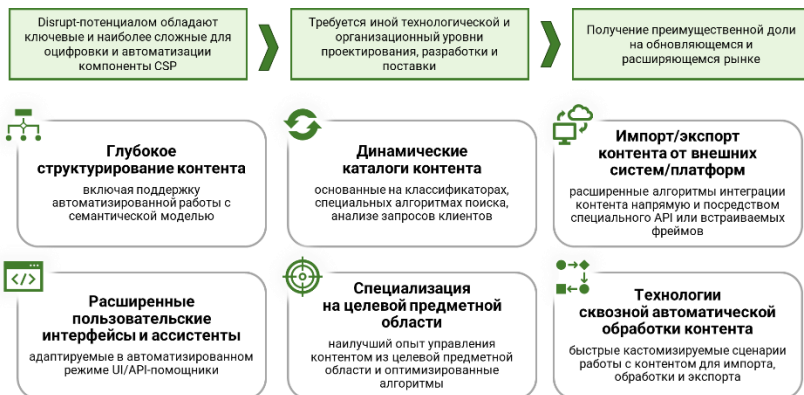 Disrupt-потенциалом обладают
ключевые и наиболее сложные для
оцифровки и автоматизации
компоненты CSP
Требуется иной технологической и
организационный уровни
проектирования, разработки и
поставки
Получение преимущественной доли
на обновляющемся и
расширяющемся рынке
Глубокое
структурирование контента
включая поддержку
автоматизированной работы с
семантической моделью
Динамические
каталоги контента
основанные на классификаторах,
специальных алгоритмах поиска,
анализе запросов клиентов
Импорт/экспорт
контента от внешних
систем/платформ
расширенные алгоритмы интеграции
контента напрямую и посредством
специального API или встраиваемых
фреймов
</>
Расширенные
пользовательские
интерфейсы и ассистенты
адаптируемые в автоматизированном
режиме UI/API-помощники
Специализация
на целевой предметной
области
наилучший опыт управления
контентом из целевой предметной
области и оптимизированные
алгоритмы
Технологии
сквозной автоматической
обработки контента
быстрые кастомизируемые сценарии
работы с контентом для импорта,
обработки и экспорта